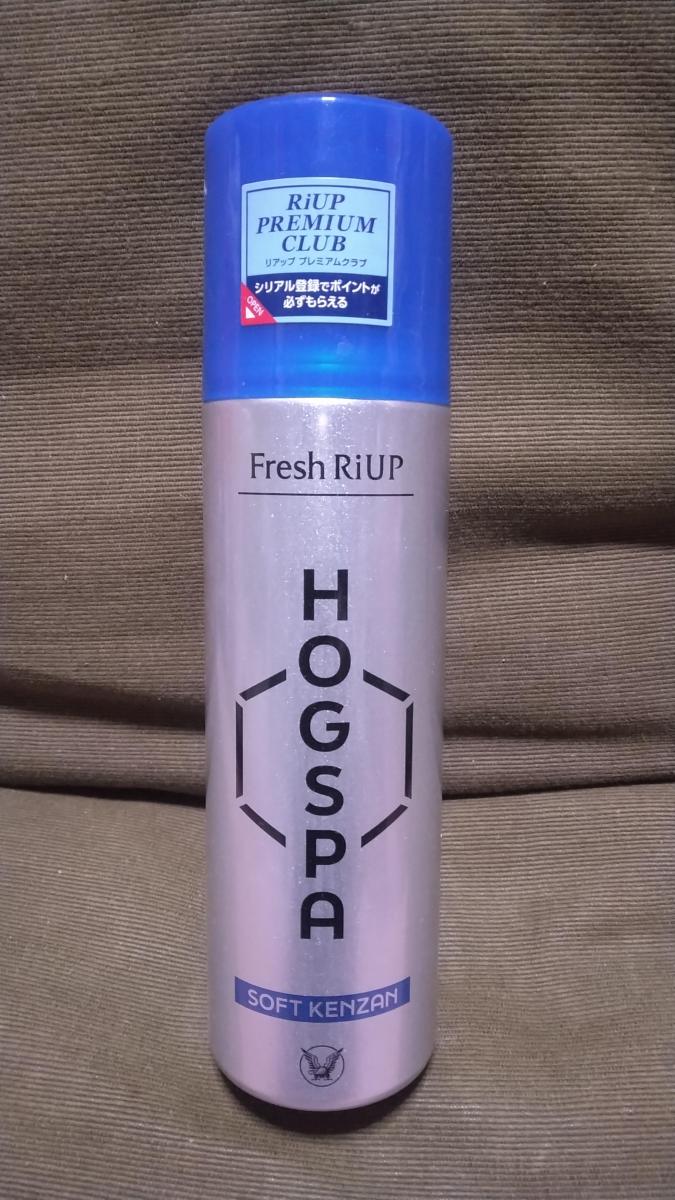 RiUP
PREMIUM
CLUB
リアップ プレミアムクラブ
シリアル登録でポイントが
必ずもらえる
OPEN
Fresh RiUP
HOGSPA
SOFT KENZAN